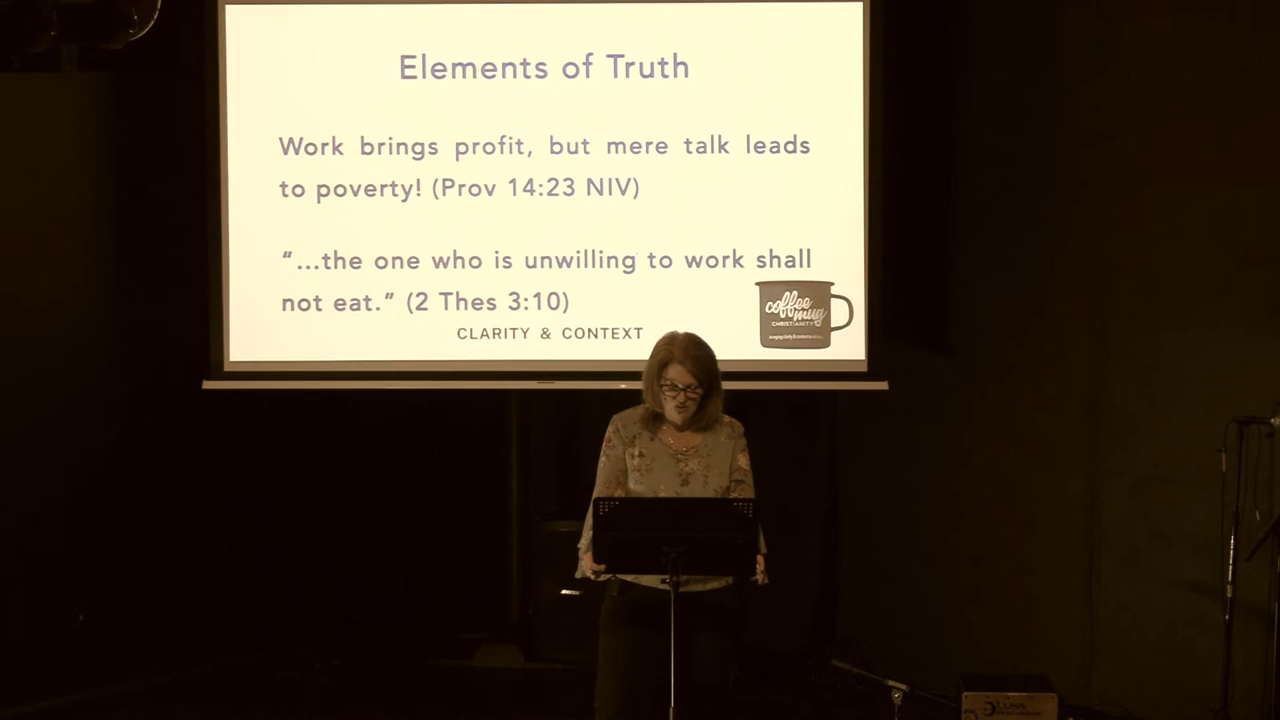 Elements of Truth
Work brings profit, but mere talk leads
to poverty! (Prov 14:23 NIV)
“...the one who is unwilling to work shall
not eat.” (2 Thes 3:10)
CLARITY & CONTEXT
coffee
mug
CHRISTIANITY
LUNA